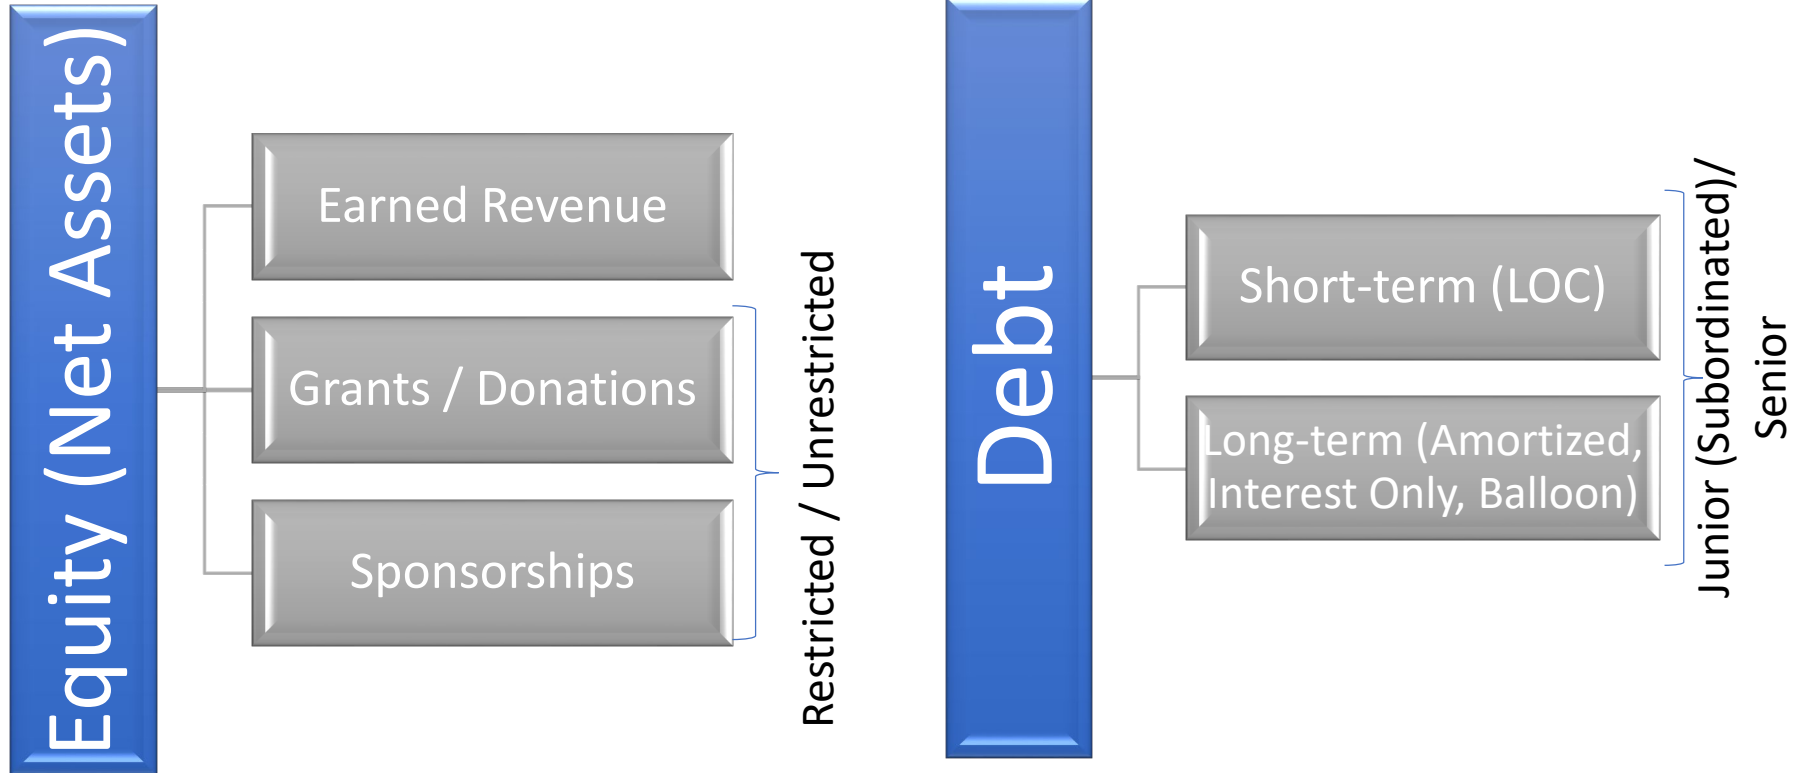 Equity (Net Assets)
Earned Revenue
Grants / Donations
Sponsorships
Restricted / Unrestricted
Debt
Short-term (LOC)
Long-term (Amortized,
Interest Only, Balloon)
Junior (Subordinated)/
Senior